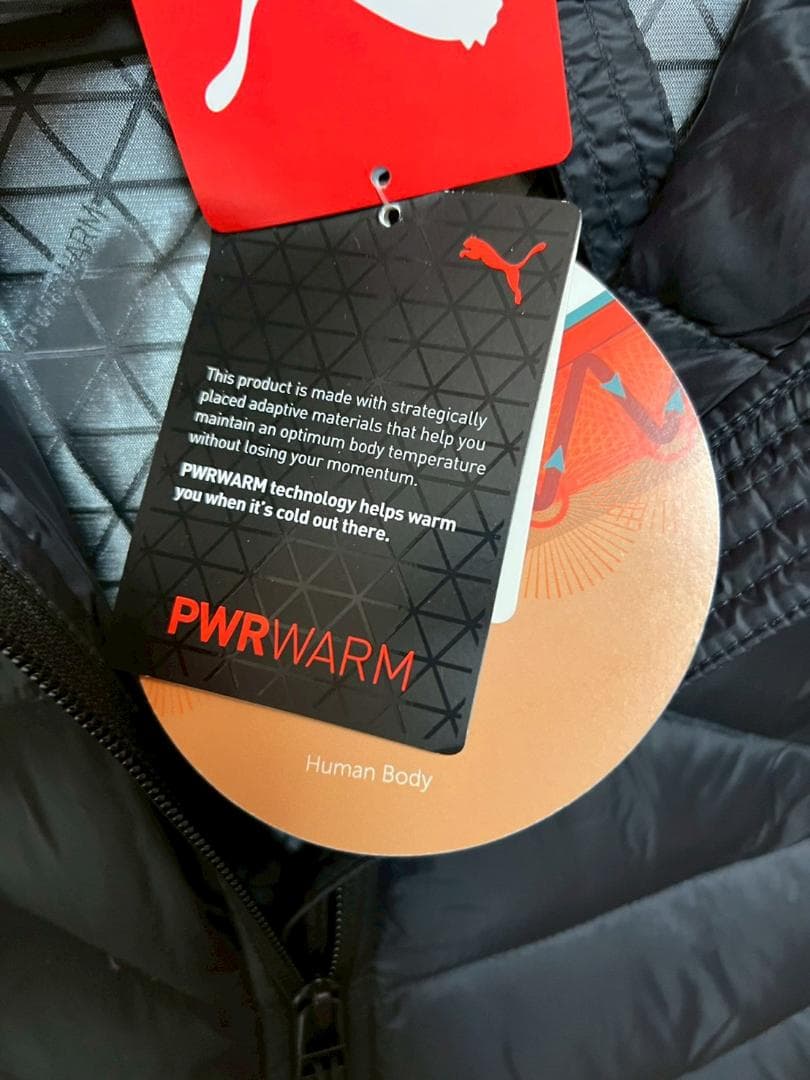 This product is made with strategically
placed adaptive materials that help you
maintain an optimum body temperature
without losing your momentum.
PWRWARM technology helps warm
you when it's cold out there.
PWRWARM
Human Body